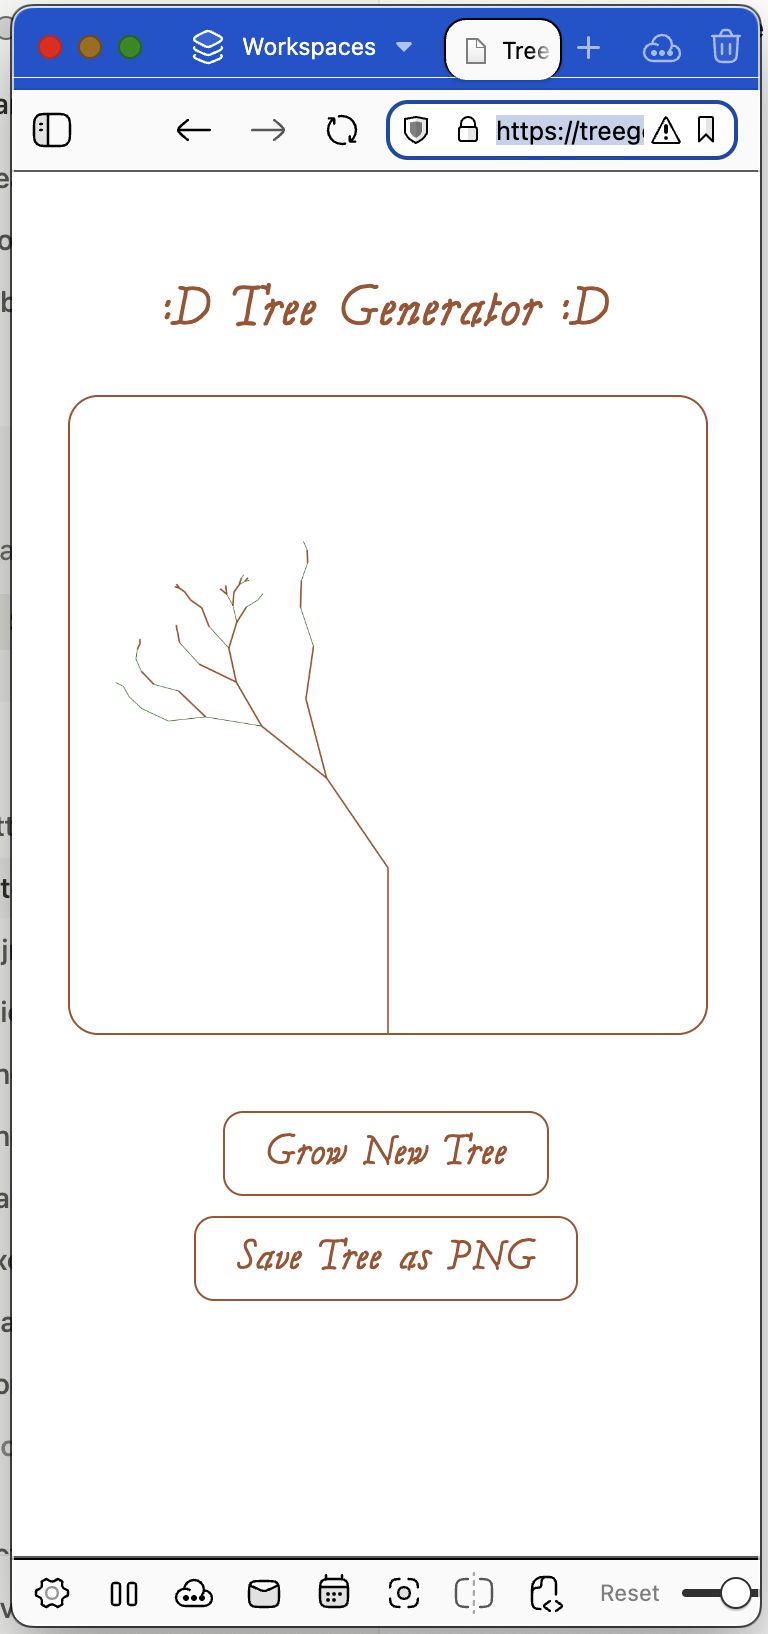 Workspaces
Tree
https://treeg
:D Tree Generator :D
Grow New Tree
Save Tree as PNG
Reset